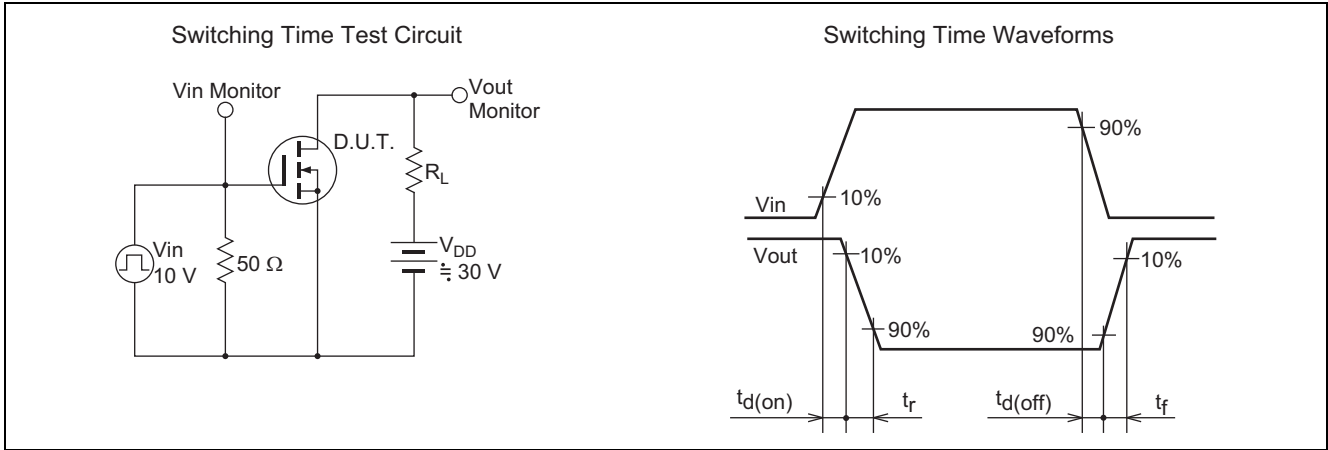 Switching Time Test Circuit
Vin Monitor
Vout
Monitor
D.U.T.
RL
Vin
10 V
50 Ω
VDD
≒ 30 V
Switching Time Waveforms
Vin
10%
90%
Vout
10%
90%
90%
10%
td(on)
tr
td(off)
tf